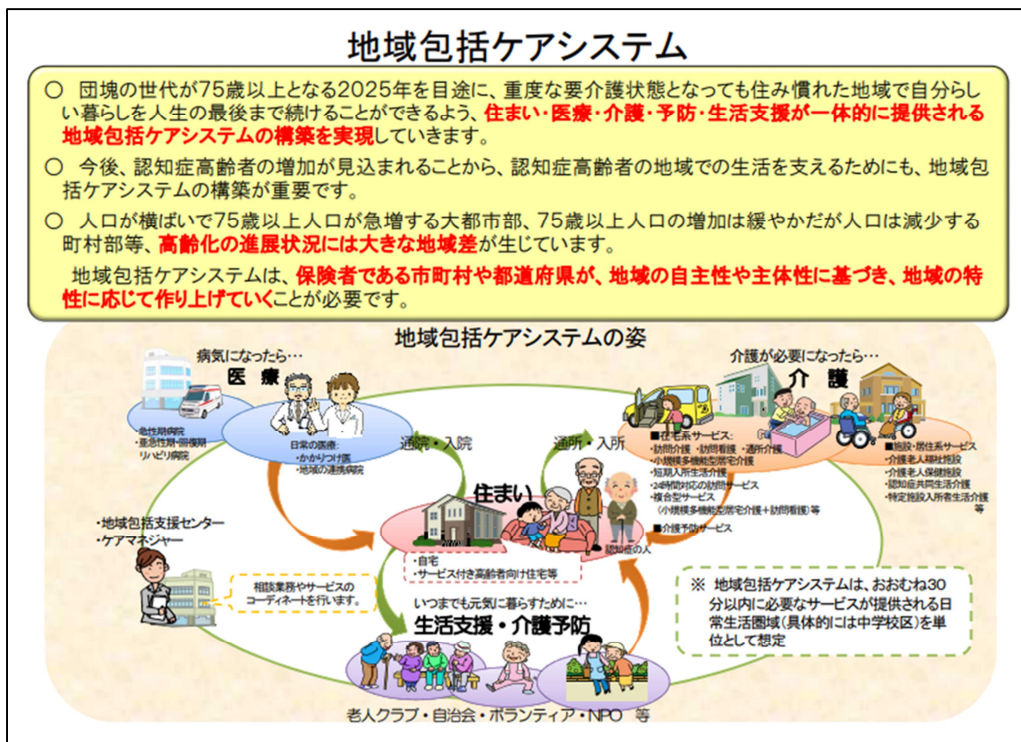 地域包括ケアシステム
○ 団塊の世代が75歳以上となる2025年を目途に、重度な要介護状態となっても住み慣れた地域で自分らし
い暮らしを人生の最後まで続けることができるよう、住まい・医療・介護・予防・生活支援が一体的に提供される
地域包括ケアシステムの構築を実現していきます。
○ 今後、認知症高齢者の増加が見込まれることから、認知症高齢者の地域での生活を支えるためにも、地域包
括ケアシステムの構築が重要です。
○ 人口が横ばいで75歳以上人口が急増する大都市部、75歳以上人口の増加は緩やかだが人口は減少する
町村部等、高齢化の進展状況には大きな地域差が生じています。
地域包括ケアシステムは、保険者である市町村や都道府県が、地域の自主性や主体性に基づき、地域の特
性に応じて作り上げていくことが必要です。
地域包括ケアシステムの姿
病気になったら…
医 療
・急性期病院
・亜急性期・回復期
リハビリ病院
日常の医療:
・かかりつけ医
・地域の連携病院
通院・入院
通所・入所
介護が必要になったら…
介 護
■在宅系サービス:
・訪問介護 ・訪問看護 ・通所介護
・小規模多機能型居宅介護
・短期入所生活介護
・24時間対応の訪問サービス
・複合型サービス
(小規模多機能型居宅介護+訪問看護)等
■介護予防サービス
■施設・居住系サービス
・介護老人福祉施設
・介護老人保健施設
・認知症共同生活介護
・特定施設入所者生活介護
等
住まい
認知症の人
・自宅
・サービス付き高齢者向け住宅等
・地域包括支援センター
・ケアマネジャー
相談業務やサービスの
コーディネートを行います。
いつまでも元気に暮らすために…
生活支援・介護予防
老人クラブ・自治会・ボランティア・NPO 等
※ 地域包括ケアシステムは、おおむね30
分以内に必要なサービスが提供される日
常生活圏域(具体的には中学校区)を単
位として想定